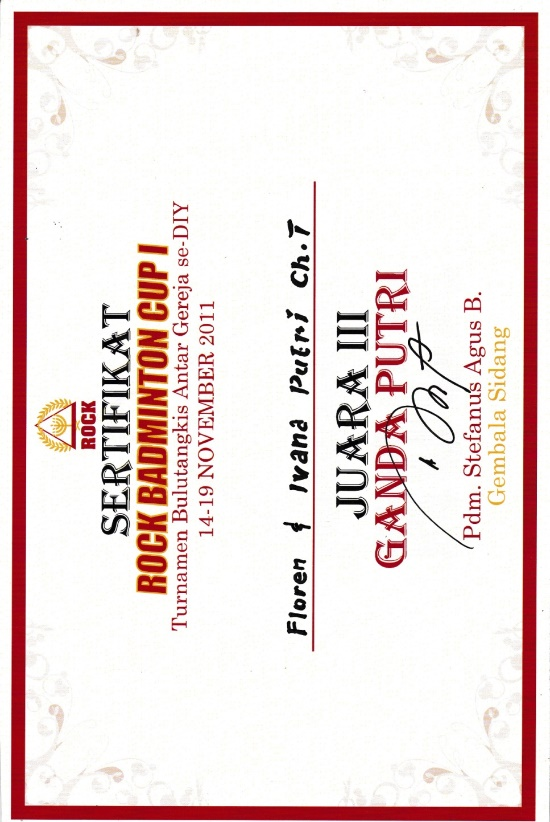 ROCK
SERTIFIKAT
ROCK BADMINTON CUP I
Turnamen Bulutangkis Antar Gereja se-DIY
14-19 NOVEMBER 2011
Floren & Ivana Putri Ch.T
JUARA III
GANDA PUTRI
Pdm. Stefanus Agus B.
Gembala Sidang